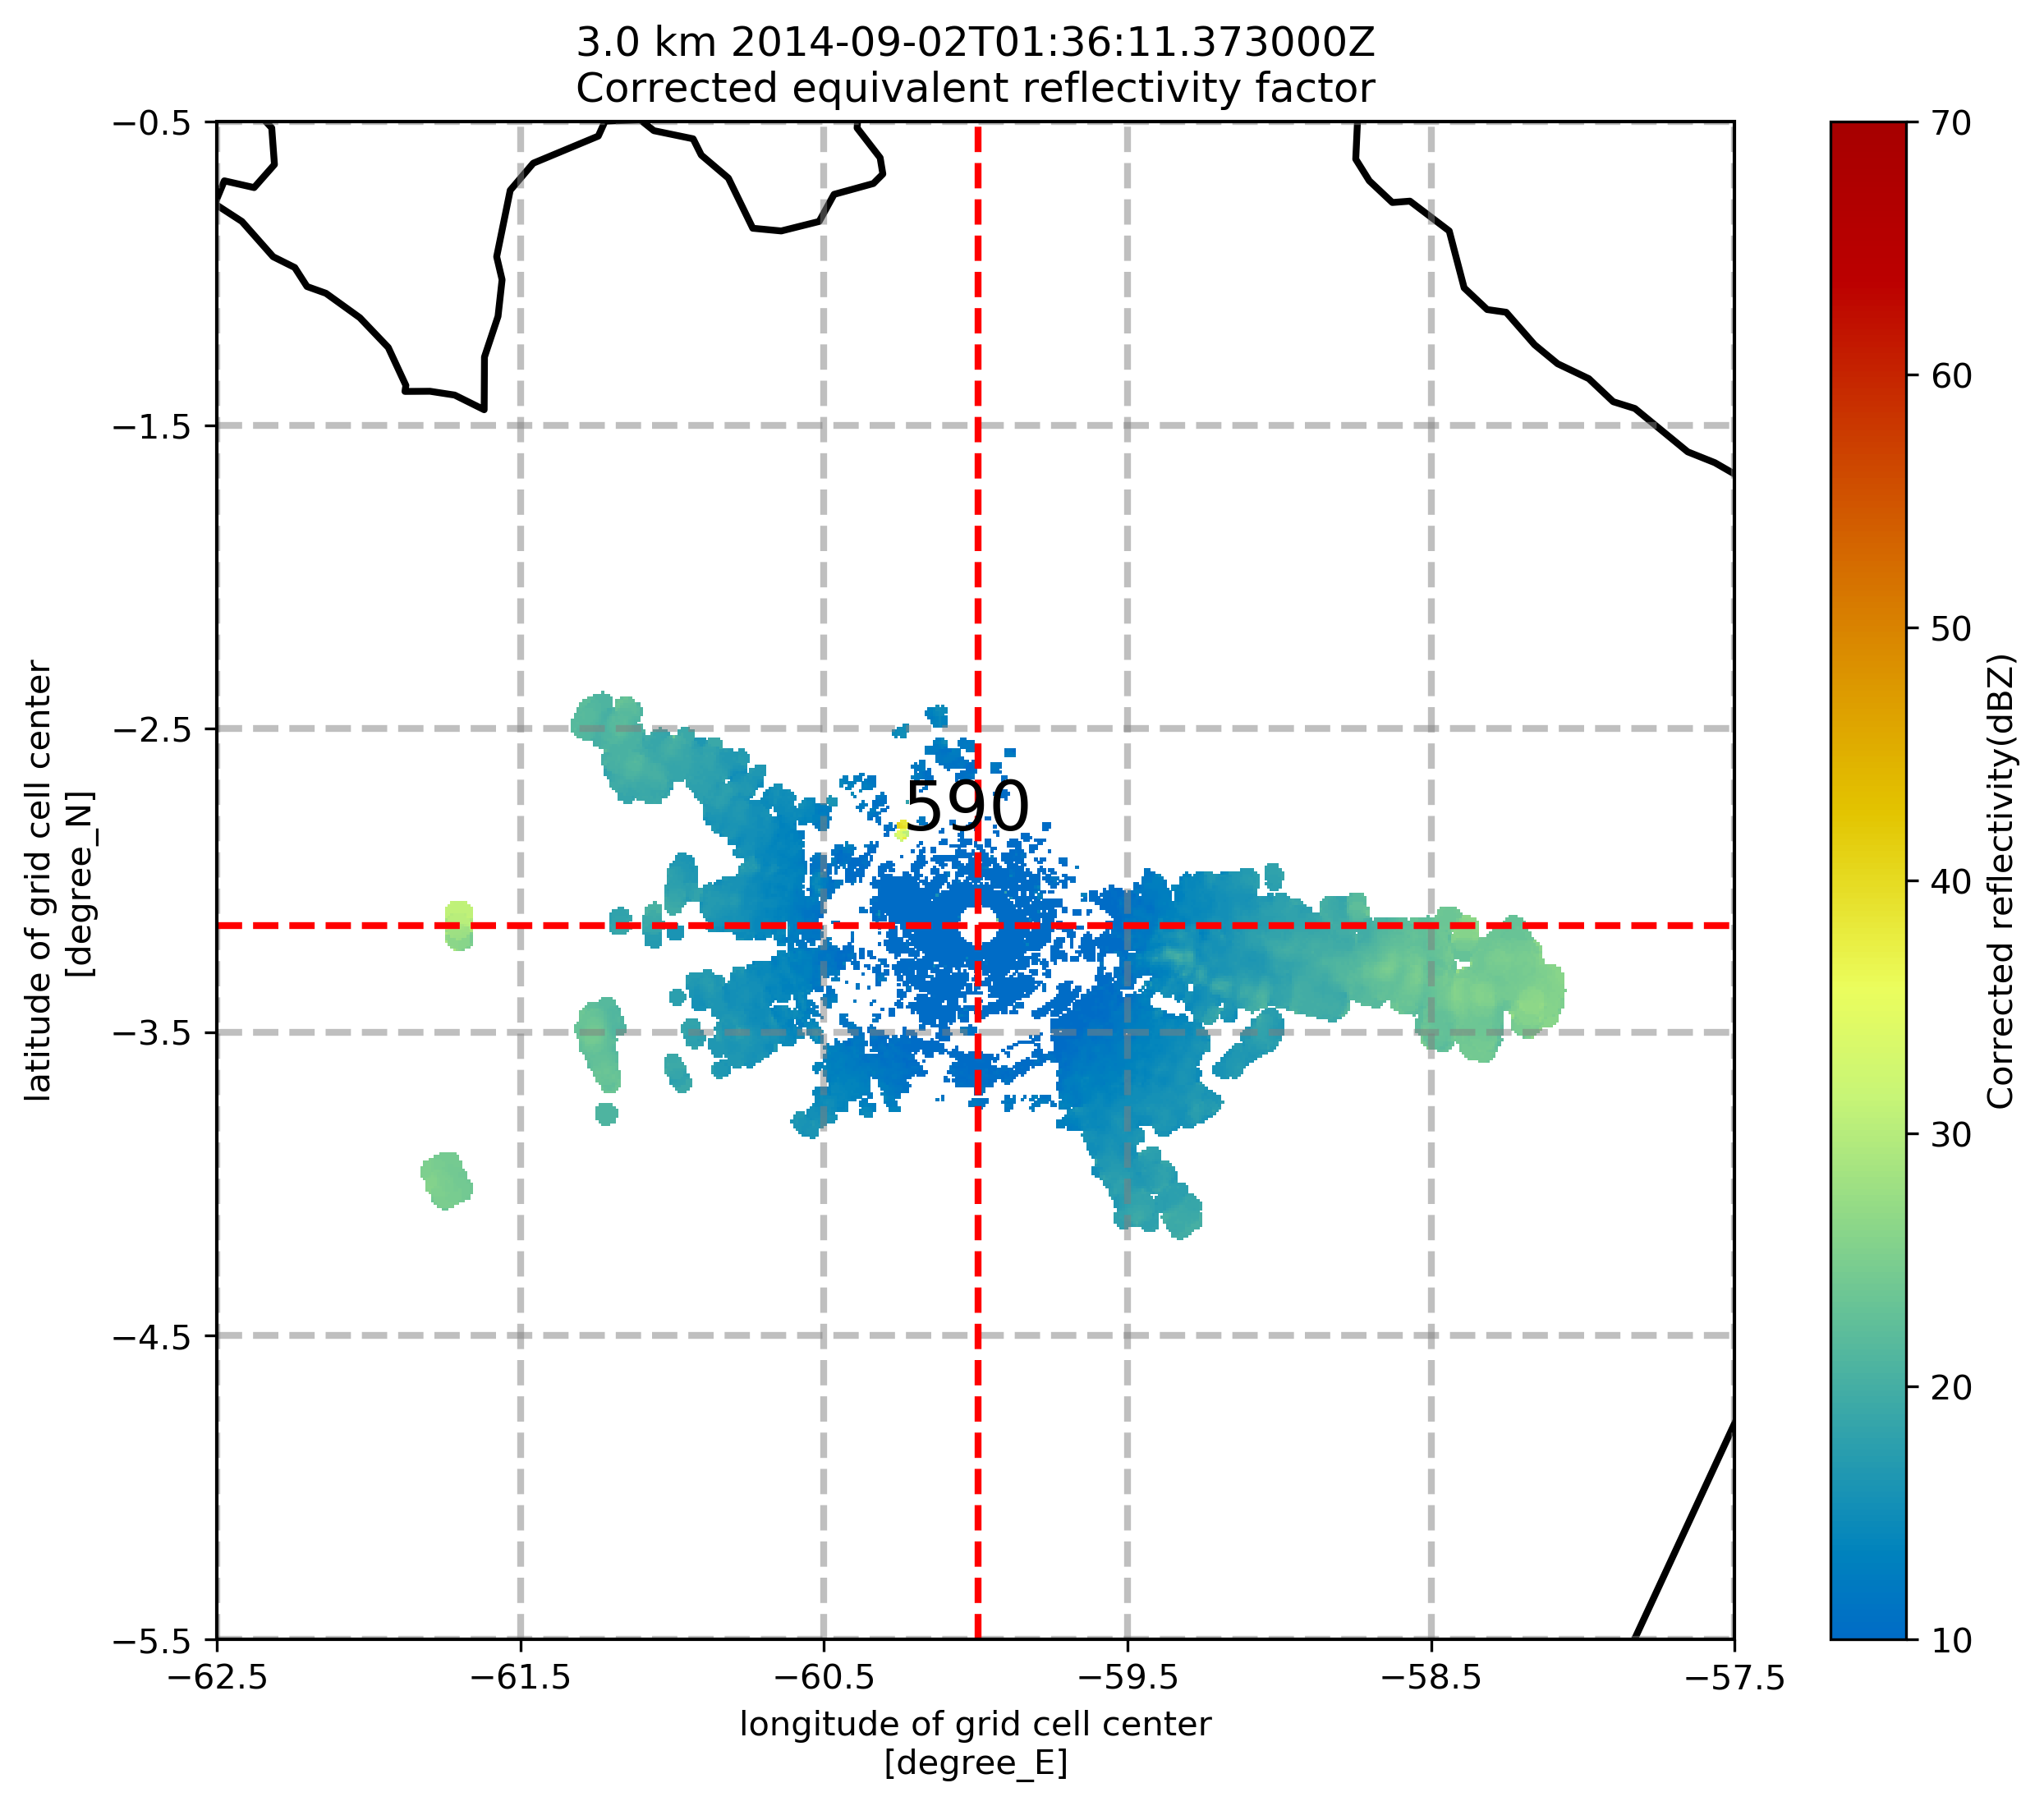 3.0 km 2014-09-02T01:36:11.373000Z
Corrected equivalent reflectivity factor
−0.5
−1.5
−2.5
−3.5
−4.5
−5.5
latitude of grid cell center
[degree_N]
590
−62.5
−61.5
−60.5
−59.5
−58.5
−57.5
longitude of grid cell center
[degree_E]
70
60
50
40
30
20
10
Corrected reflectivity(dBZ)